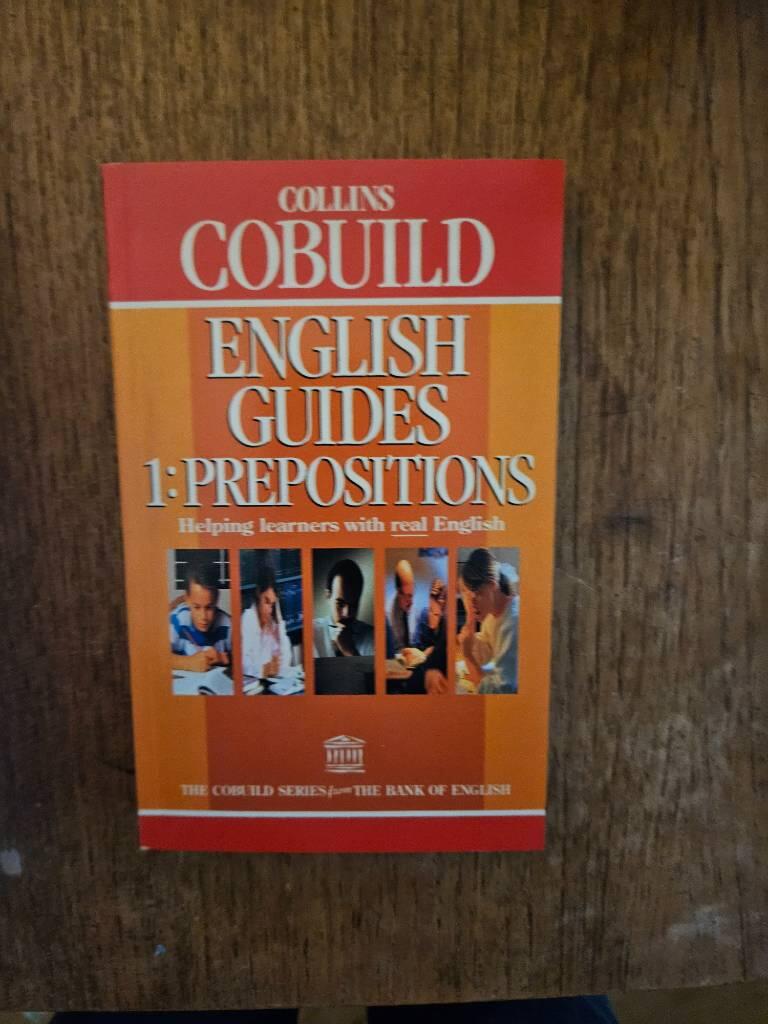 COLLINS
COBUILD
ENGLISH
GUIDES
1: PREPOSITIONS
Helping learners with real English
THE COBUILD SERIES from THE BANK OF ENGLISH